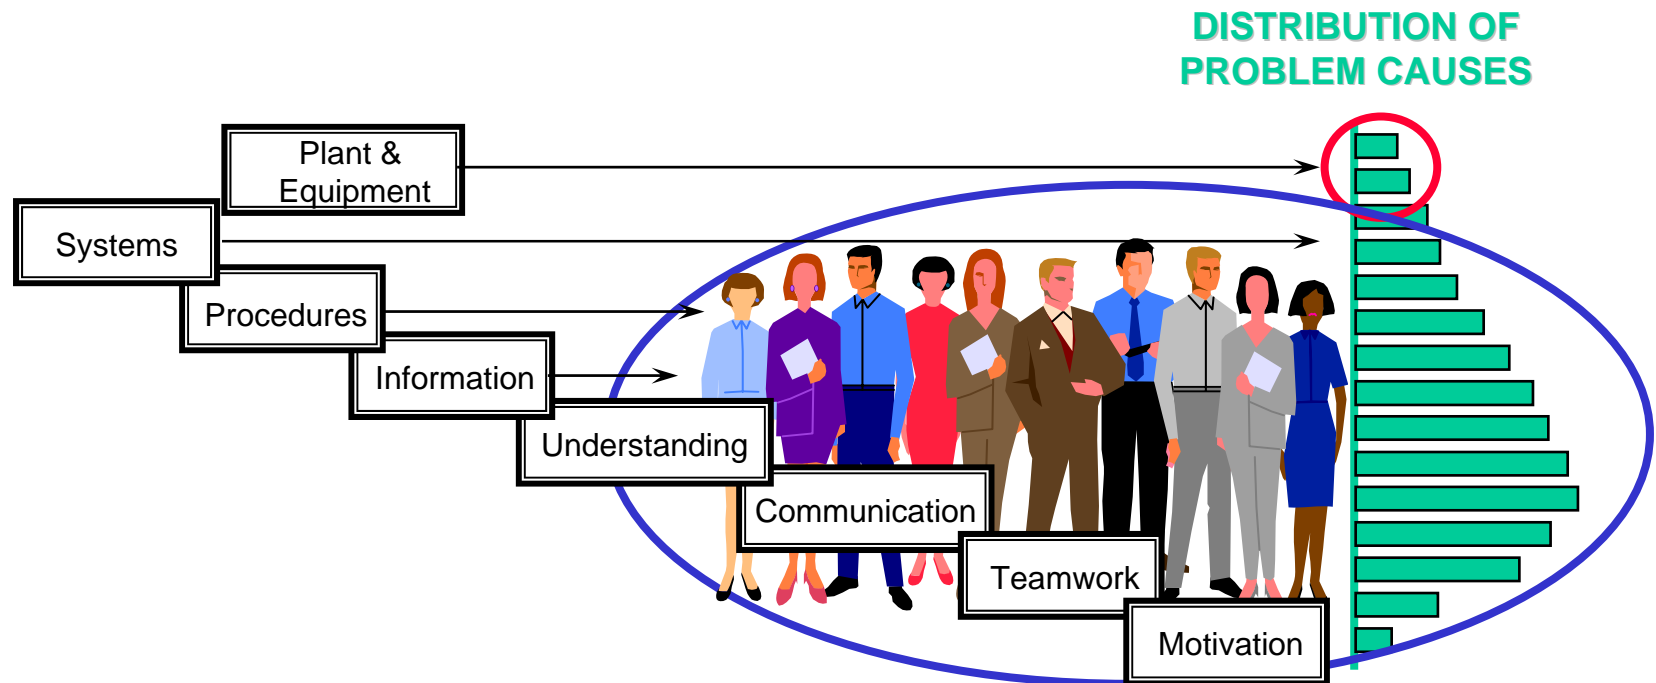 DISTRIBUTION OF
PROBLEM CAUSES
Plant &
Equipment
Systems
Procedures
Information
Understanding
Communication
Teamwork
Motivation